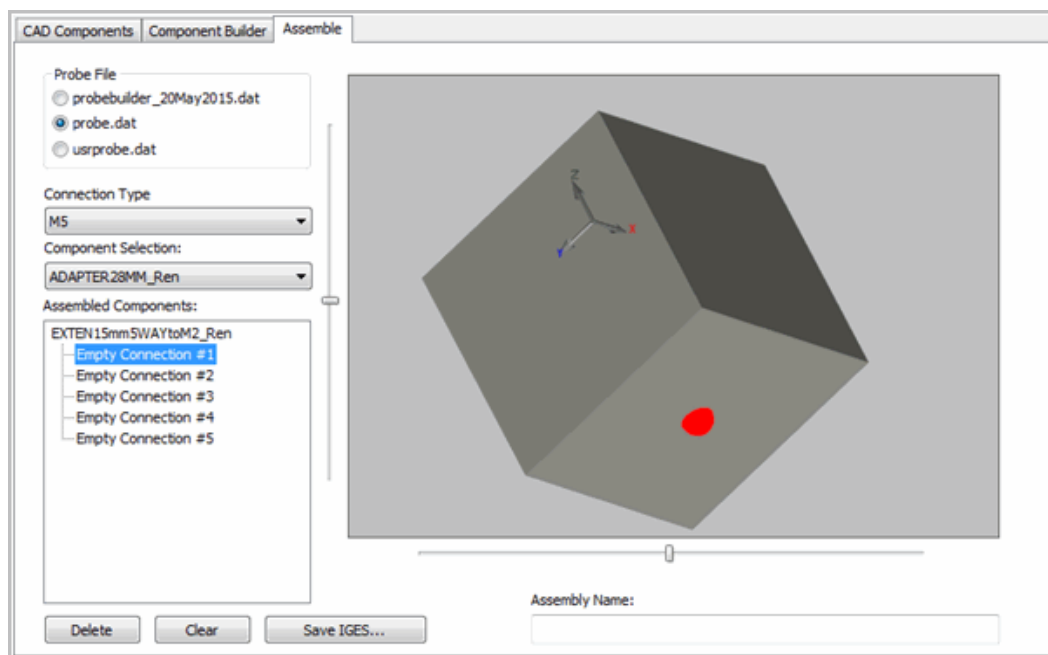 CAD Components Component Builder Assemble
Probe File
probebuilder_20May2015.dat
probe.dat
usrprobe.dat
Connection Type
M5
Component Selection:
ADAPTER28MM_Ren
Assembled Components:
EXTEN15mm5WAYtoM2_Ren
Empty Connection #1
Empty Connection #2
Empty Connection #3
Empty Connection #4
Empty Connection #5
Z
X
Y
Assembly Name:
Delete Clear Save IGES...